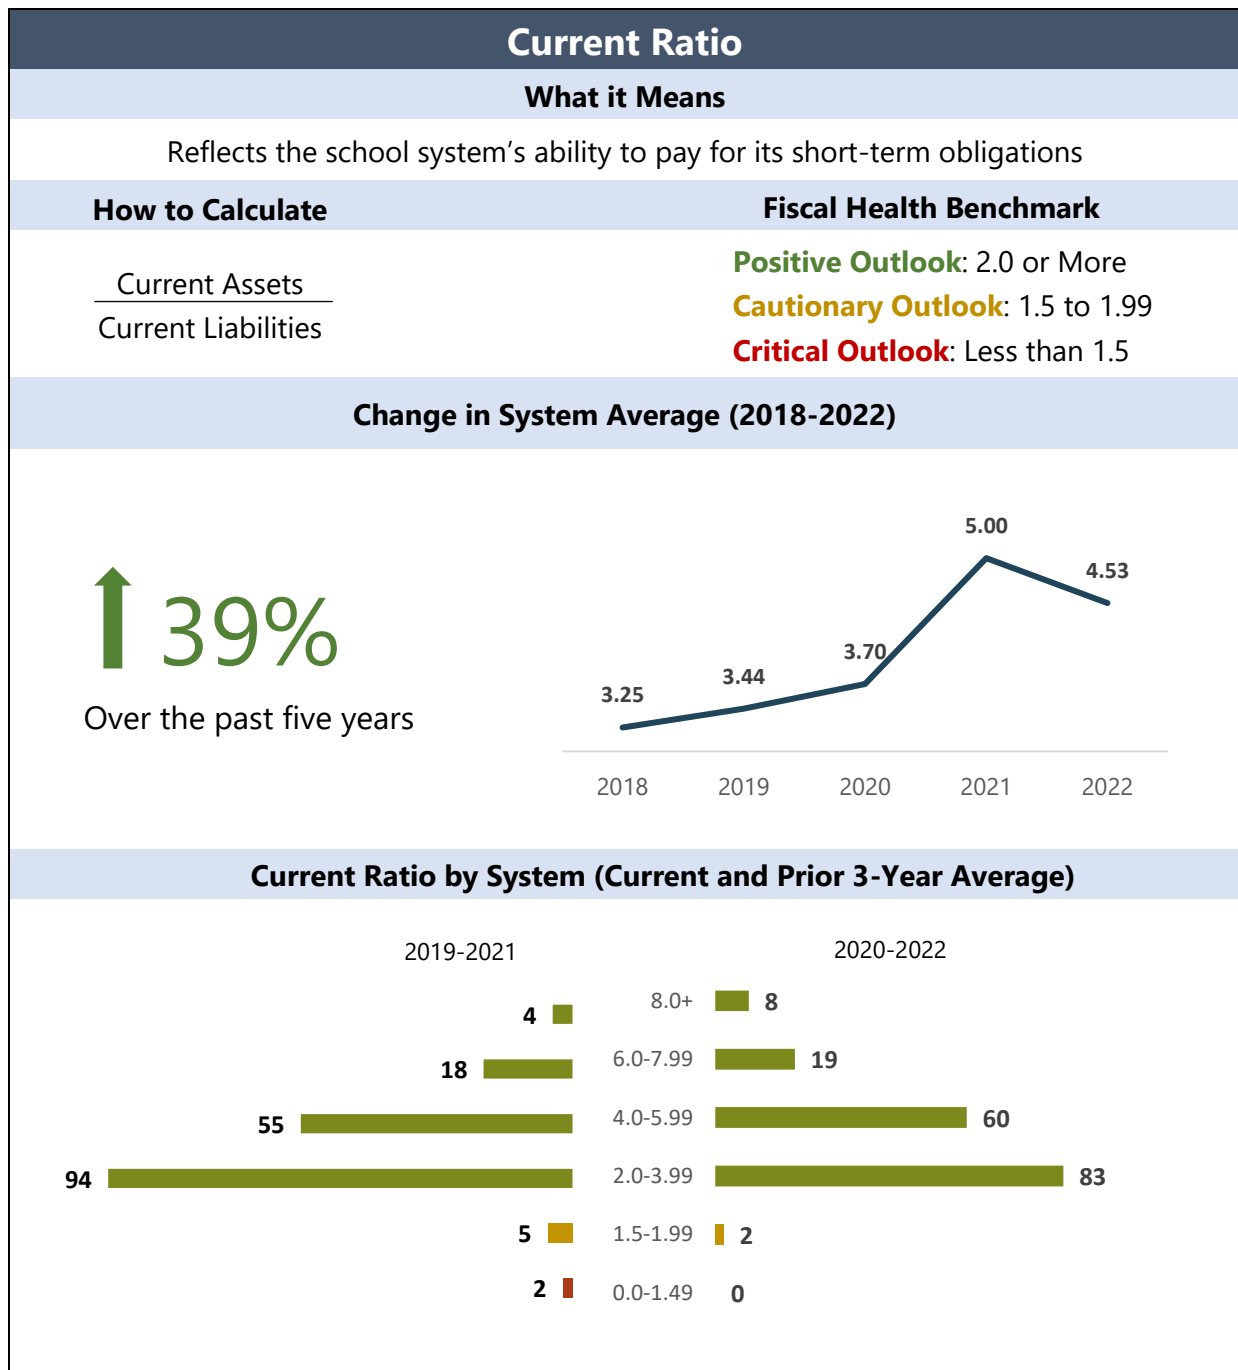 Current Ratio
What it Means
Reflects the school system's ability to pay for its short-term obligations
How to Calculate
Current Assets
Current Liabilities
Fiscal Health Benchmark
Positive Outlook: 2.0 or More
Cautionary Outlook: 1.5 to 1.99
Critical Outlook: Less than 1.5
Change in System Average (2018-2022)
39%
Over the past five years
3.25
3.44
3.70
5.00
4.53
2018 2019 2020 2021 2022
Current Ratio by System (Current and Prior 3-Year Average)
2019-2021 2020-2022
4 8.0+ 8
18 6.0-7.99 19
55 4.0-5.99 60
94 2.0-3.99 83
5 1.5-1.99 2
2 0.0-1.49 0